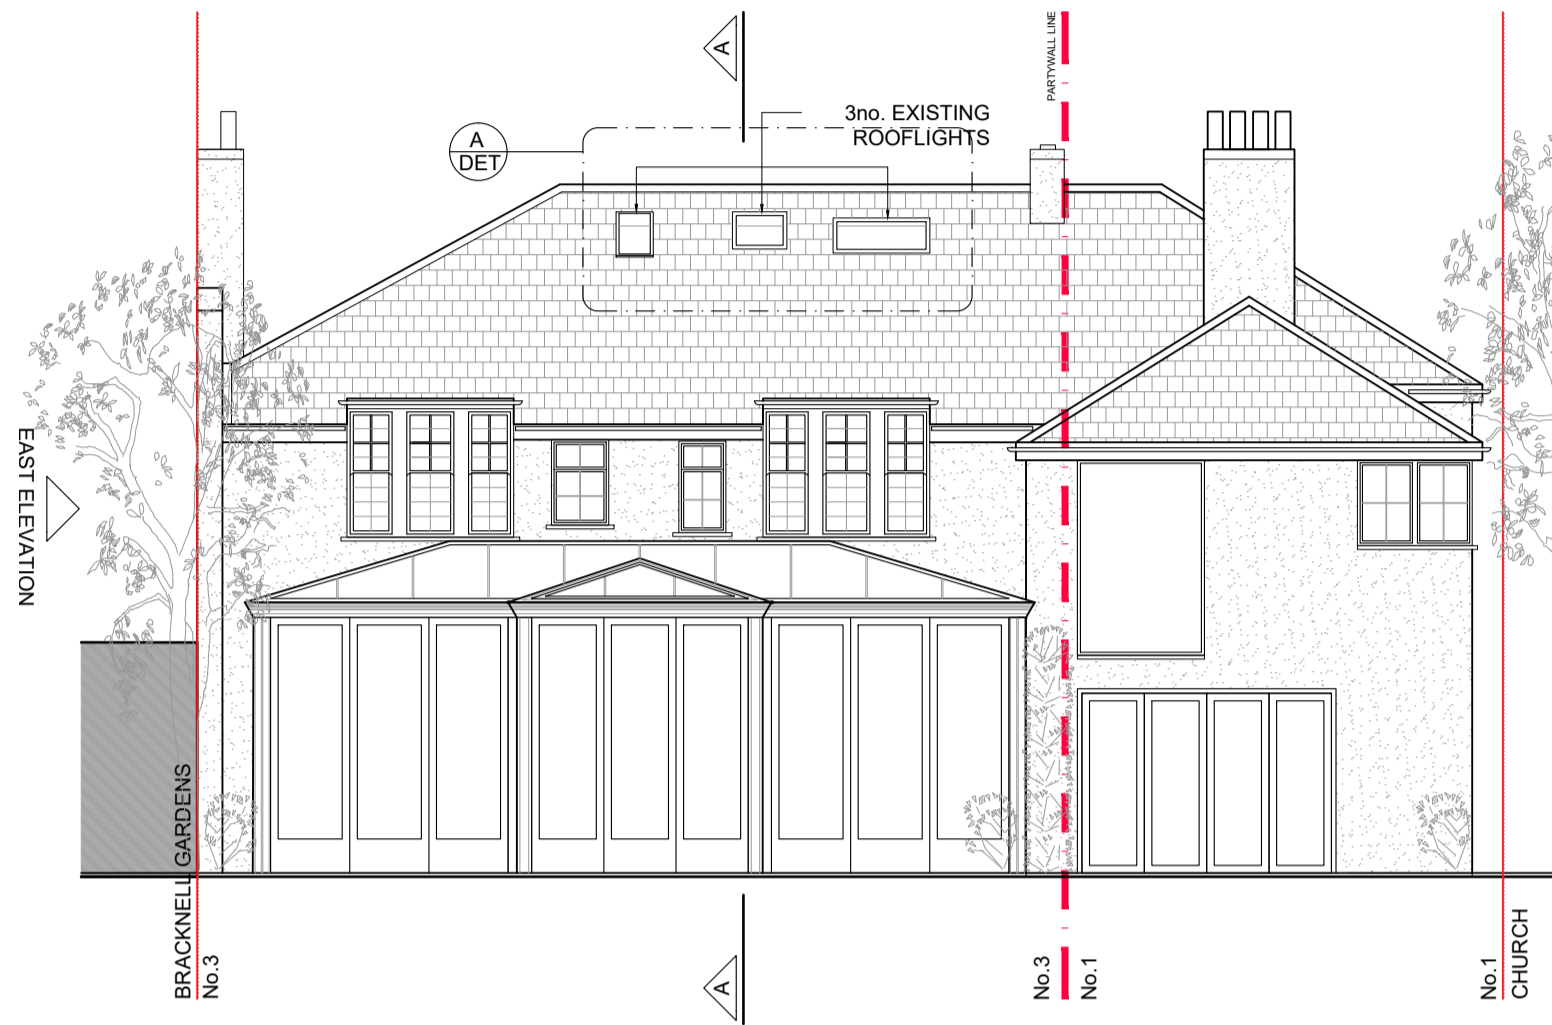 A
PARTYWALL LINE
3no. EXISTING
ROOFLIGHTS
A
DET
EAST ELEVATION
BRACKNELL GARDENS
No.3
No.3
No.1
No.1
CHURCH
A